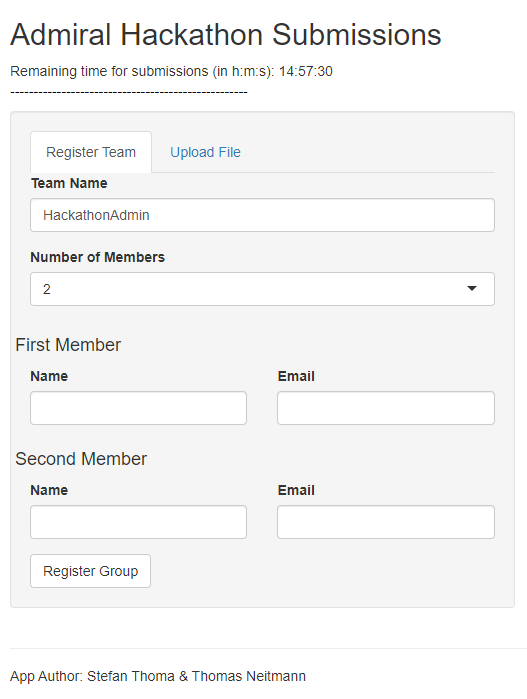 Admiral Hackathon Submissions
Remaining time for submissions (in h:m:s): 14:57:30
----------------------------------------------------
Register Team Upload File
Team Name
HackathonAdmin
Number of Members
2
First Member
Name Email
Second Member
Name Email
Register Group
App Author: Stefan Thoma & Thomas Neitmann